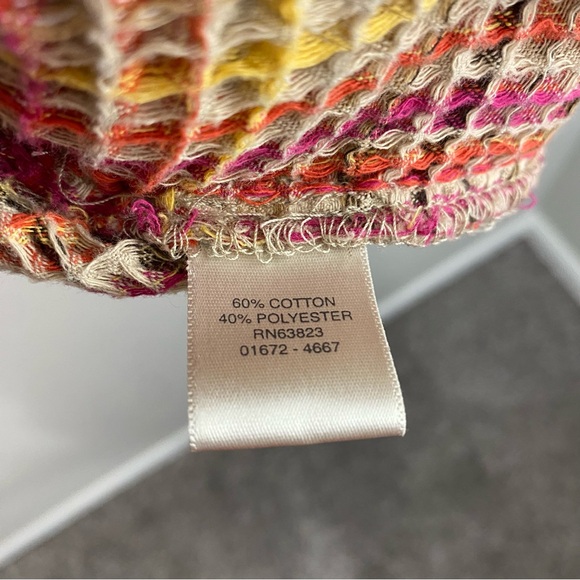 60% COTTON
40% POLYESTER
RN63823
01672 - 4667